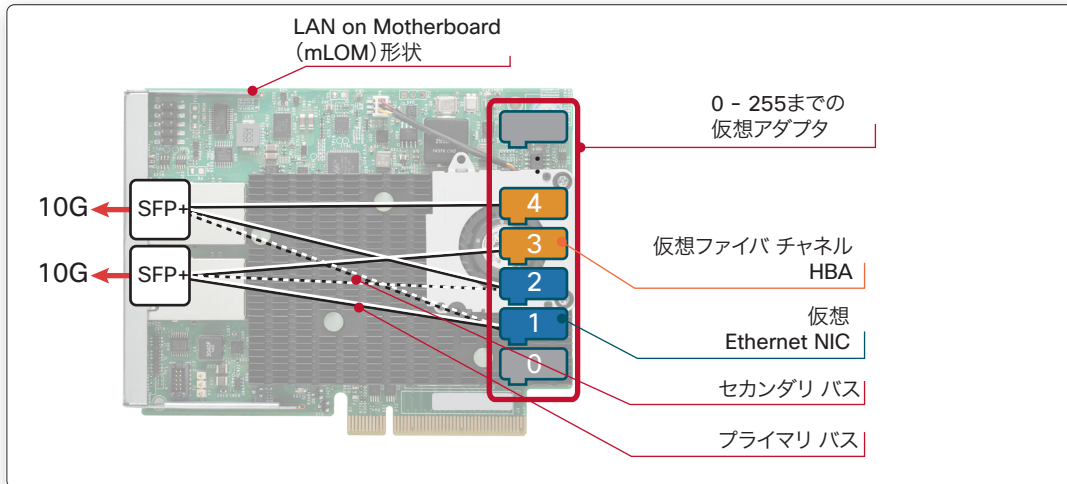 LAN on Motherboard
（mLOM）形状
0 - 255までの
仮想アダプタ
10G
SFP+
4
10G
SFP+
3
仮想ファイバ チャネル
HBA
2
1
仮想
Ethernet NIC
0
セカンダリ バス
プライマリ バス